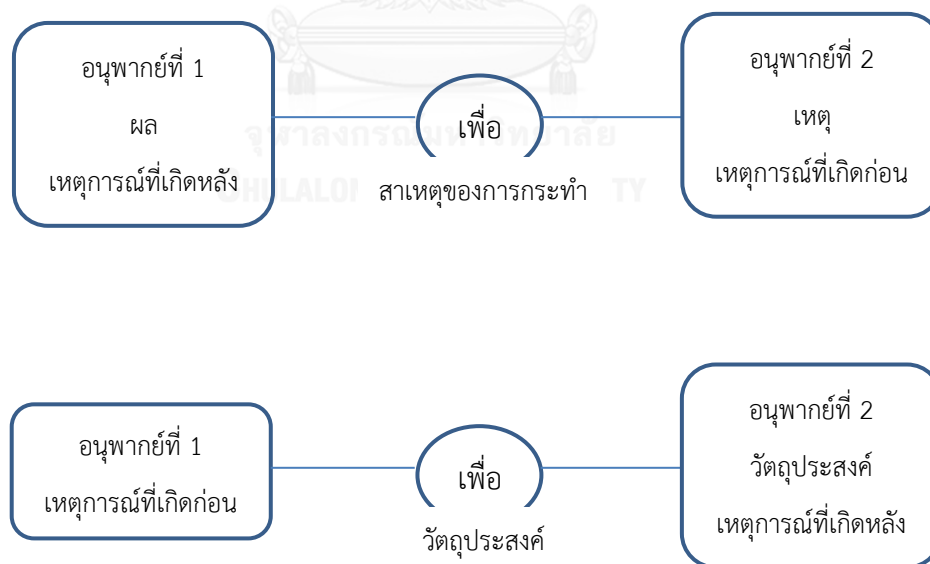 อนุพากย์ที่ 1
ผล
เหตุการณ์ที่เกิดหลัง
เพื่อ
สาเหตุของการกระทำ
อนุพากย์ที่ 2
เหตุ
เหตุการณ์ที่เกิดก่อน
อนุพากย์ที่ 1
เหตุการณ์ที่เกิดก่อน
เพื่อ
วัตถุประสงค์
อนุพากย์ที่ 2
วัตถุประสงค์
เหตุการณ์ที่เกิดหลัง